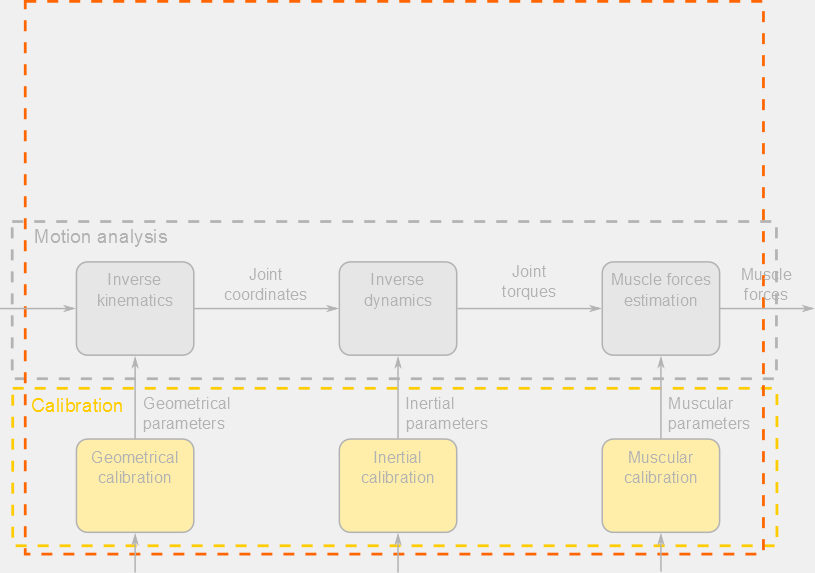 Motion analysis
Inverse
kinematics
Joint
coordinates
Inverse
dynamics
Joint
torques
Muscle forces
estimation
Muscle
forces
Calibration
Geometrical
parameters
Inertial
parameters
Muscular
parameters
Geometrical
calibration
Inertial
calibration
Muscular
calibration